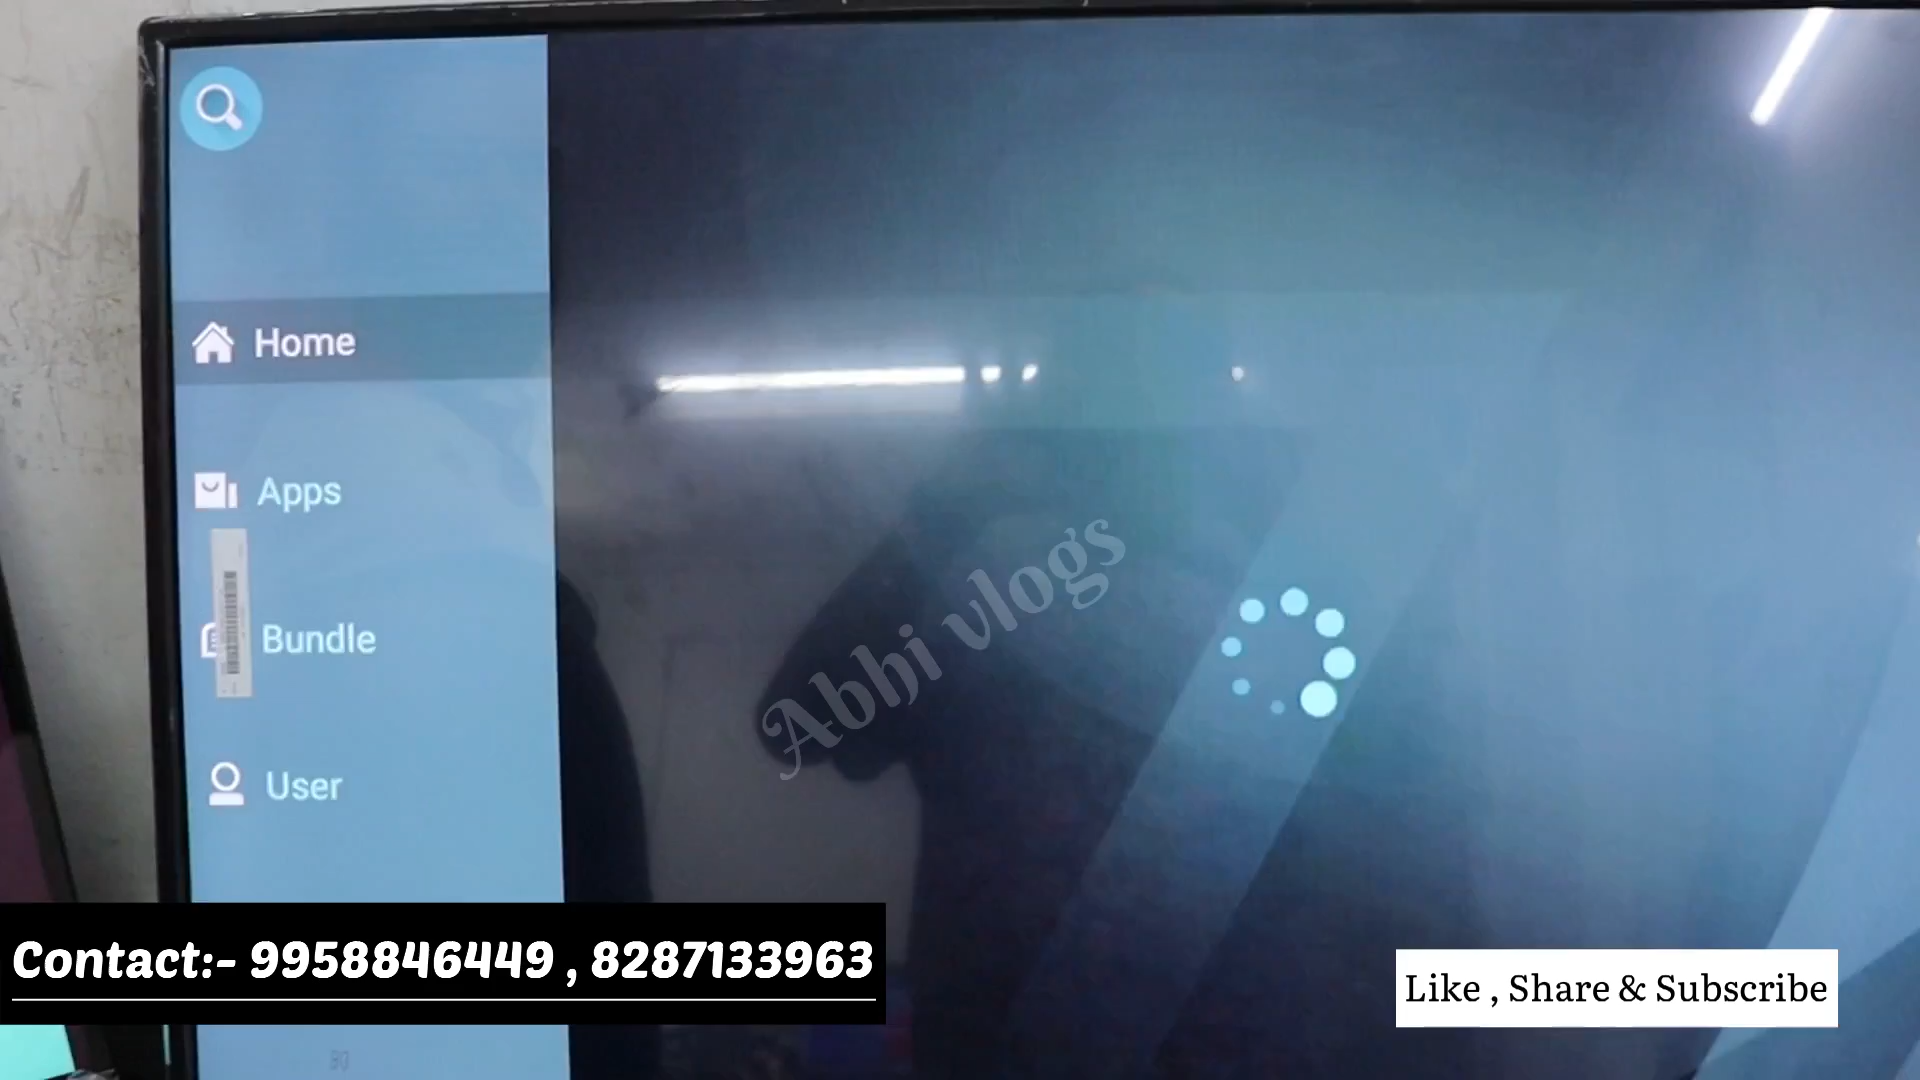 Home
Apps
Bundle
User
Abhi vlogs
Contact:- 9958846449 , 8287133963
Like , Share & Subscribe